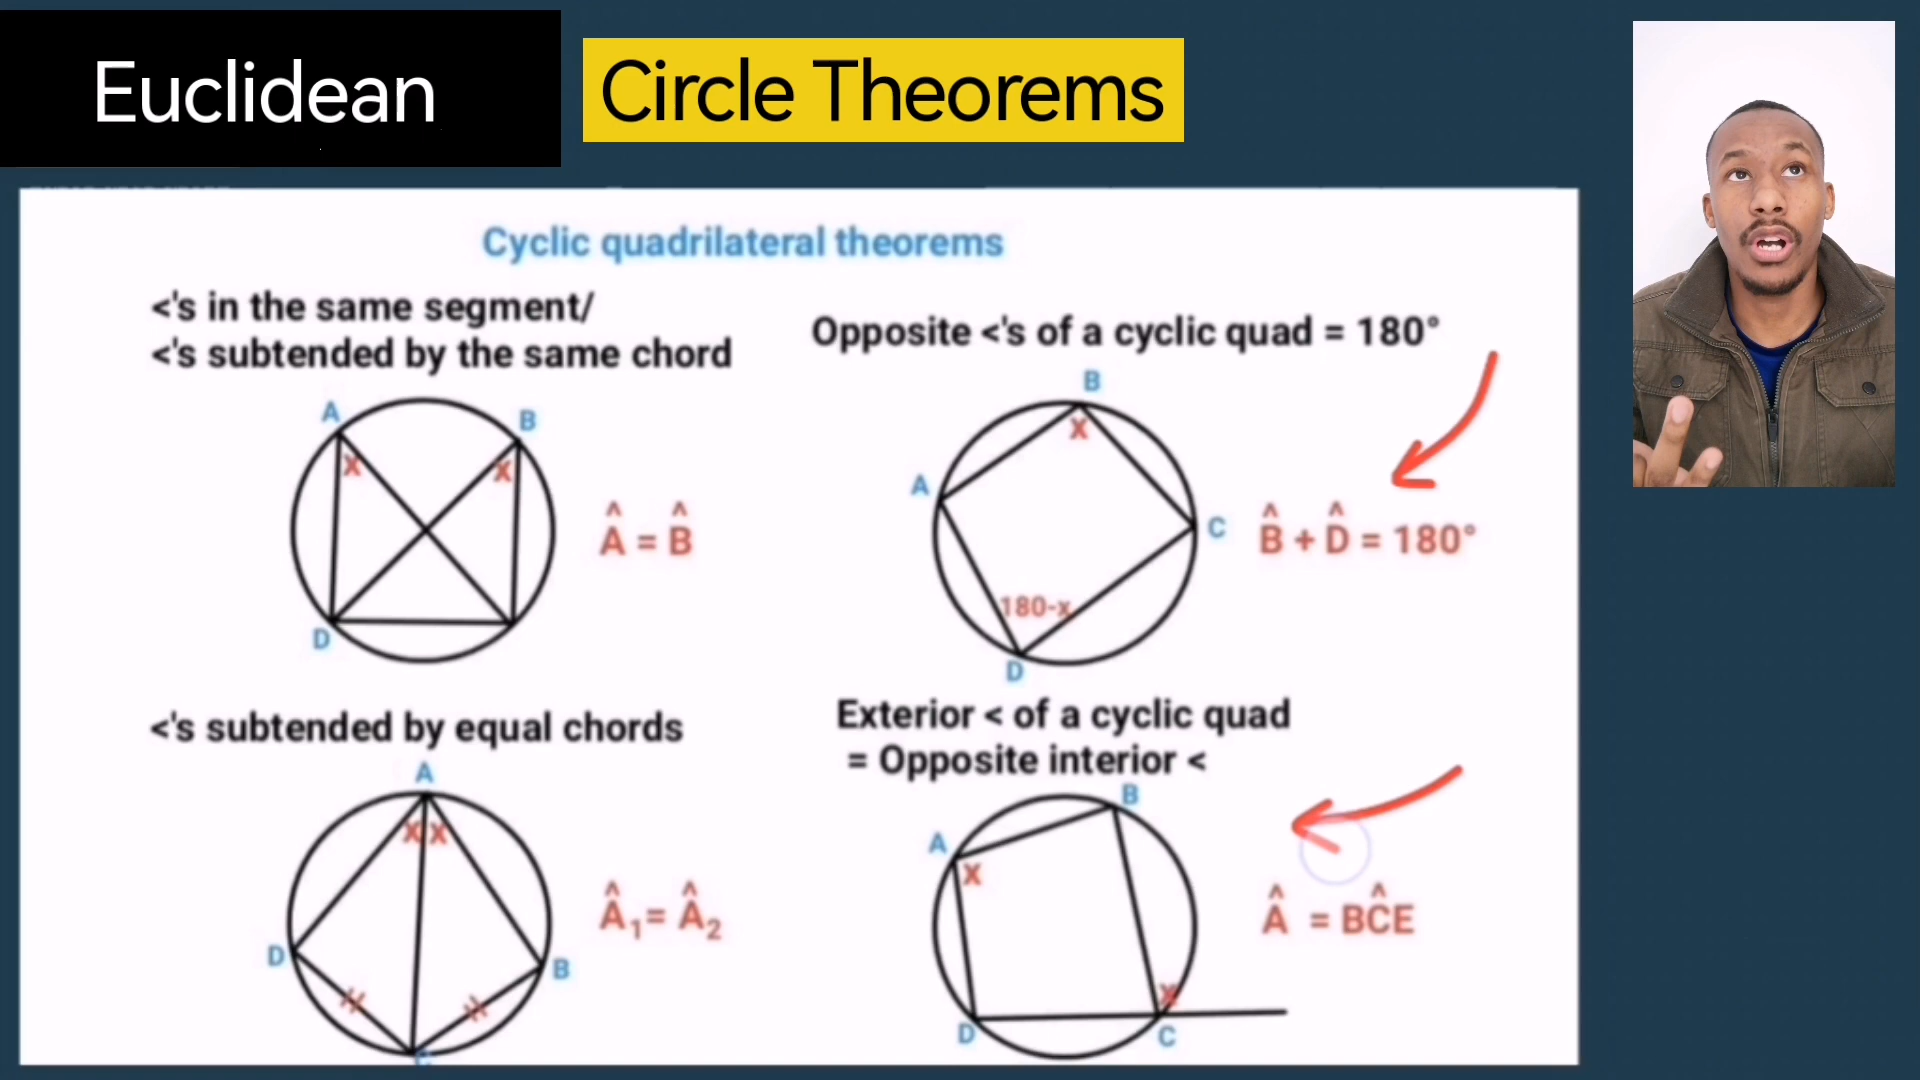 Euclidean
Circle Theorems
Cyclic quadrilateral theorems
<'s in the same segment/
<'s subtended by the same chord
A
B
X
X
Â = B̂
D
Opposite <'s of a cyclic quad = 180°
B
X
A
C
B̂ + D̂ = 180°
180-x
D
<'s subtended by equal chords
A
X X
Â₁= Â₂
D
B
C
Exterior < of a cyclic quad
= Opposite interior <
B
A
X
Â = BĈE
X
D
C